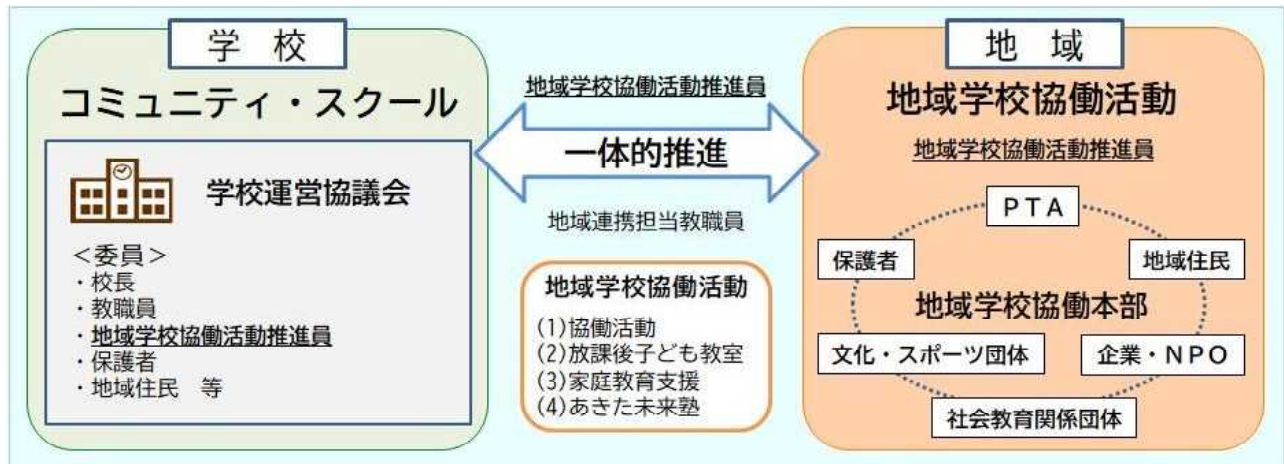 学　校
コミュニティ・スクール
学校運営協議会
＜委員＞
・校長
・教職員
・地域学校協働活動推進員
・保護者
・地域住民　等
地域学校協働活動推進員
一体的推進
地域連携担当教職員
地域学校協働活動
(1)協働活動
(2)放課後子ども教室
(3)家庭教育支援
(4)あきた未来塾
地　域
地域学校協働活動
地域学校協働活動推進員
ＰＴＡ
保護者
地域住民
地域学校協働本部
文化・スポーツ団体
企業・ＮＰＯ
社会教育関係団体